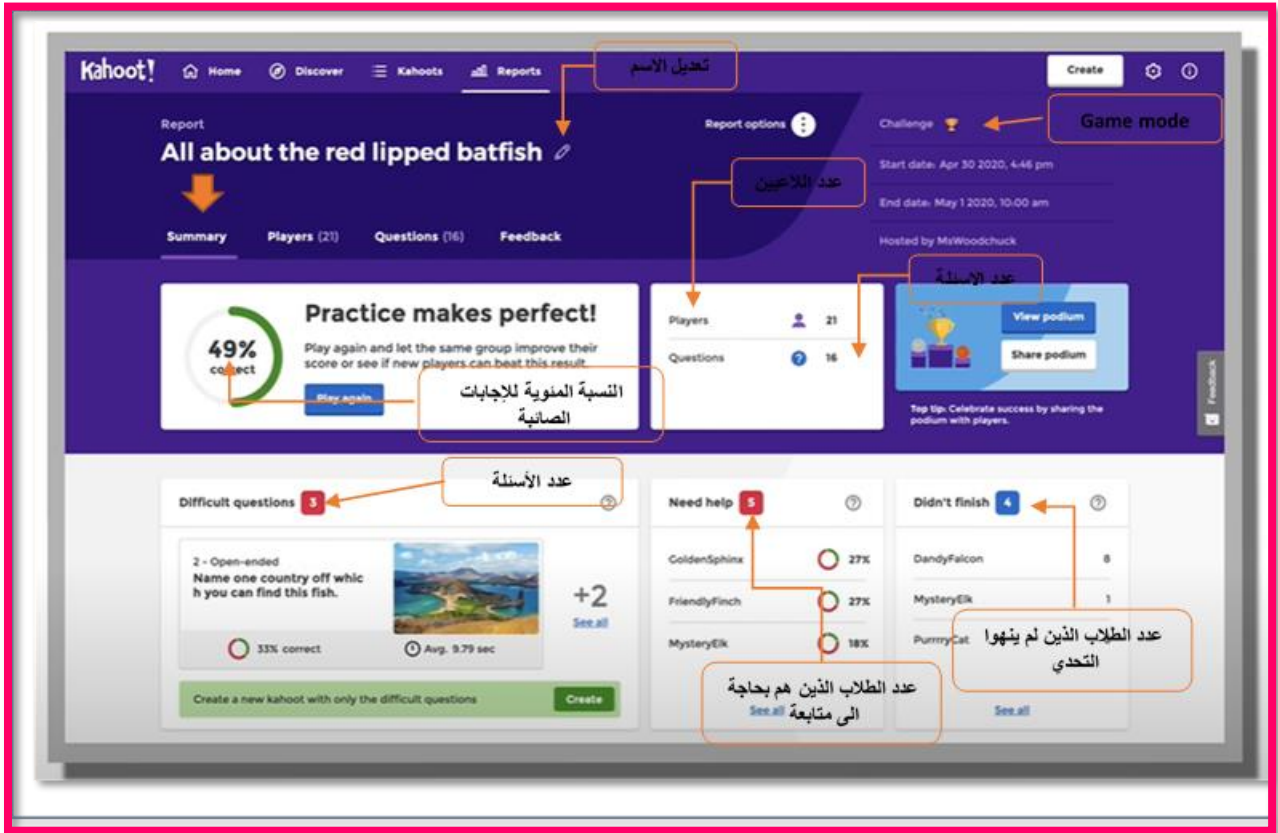 Kahoot!
Home
Discover
Kahoots
Reports
تعديل الاسم
Create
Report
All about the red lipped batfish
Report options
Challenge
Game mode
Start date: Apr 30 2020, 4:46 pm
عدد اللاعبين
End date: May 1 2020, 10:00 am
Summary
Players (21)
Questions (16)
Feedback
Hosted by MsWoodchuck
عدد الاسئلة
49%
correct
Practice makes perfect!
Play again and let the same group improve their
score or see if new players can beat this result.
Play again
النسبة المئوية للإجابات
الصائبة
Players 21
Questions 16
View podium
Share podium
Top tip: Celebrate success by sharing the
podium with players.
Feedback
عدد الأسئلة
Difficult questions 3
2 - Open-ended
Name one country off whic
h you can find this fish.
33% correct
Avg. 9.79 sec
+2
See all
Create a new kahoot with only the difficult questions
Create
Need help 5
GoldenSphinx 27%
FriendlyFinch 27%
MysteryElk 18%
See all
عدد الطلاب الذين هم بحاجة
الى متابعة
Didn't finish 4
DandyFalcon 8
MysteryElk 1
PurrryCat
عدد الطلاب الذين لم ينهوا
التحدي
See all